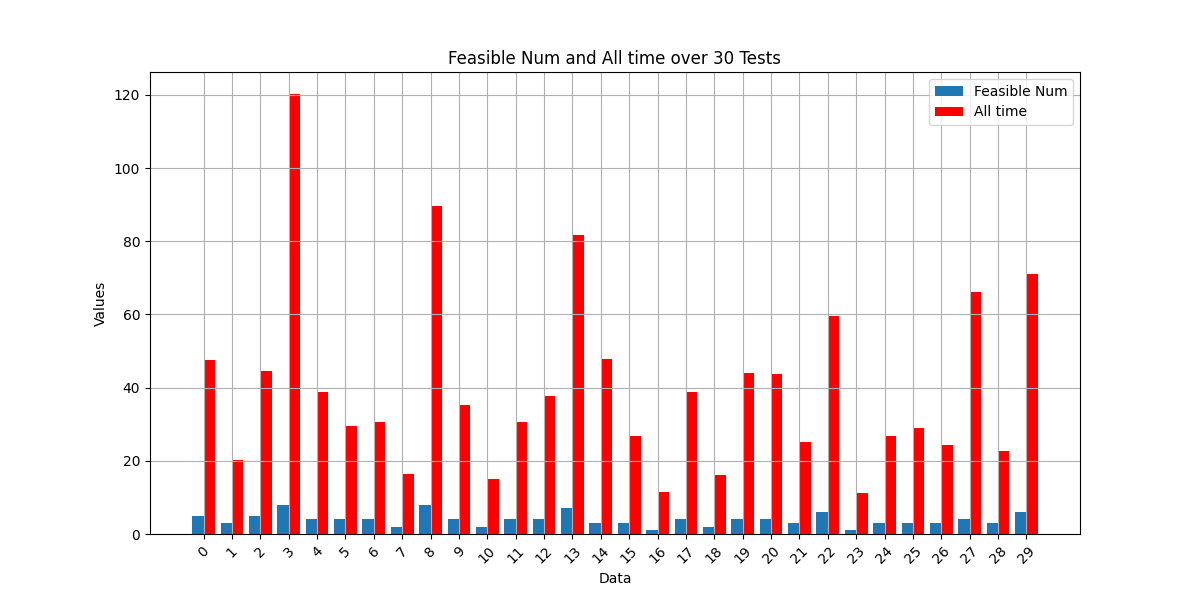 Feasible Num and All time over 30 Tests
Feasible Num
All time
Values
120
100
80
60
40
20
0
0 1 2 3 4 5 6 7 8 9 10 11 12 13 14 15 16 17 18 19 20 21 22 23 24 25 26 27 28 29
Data